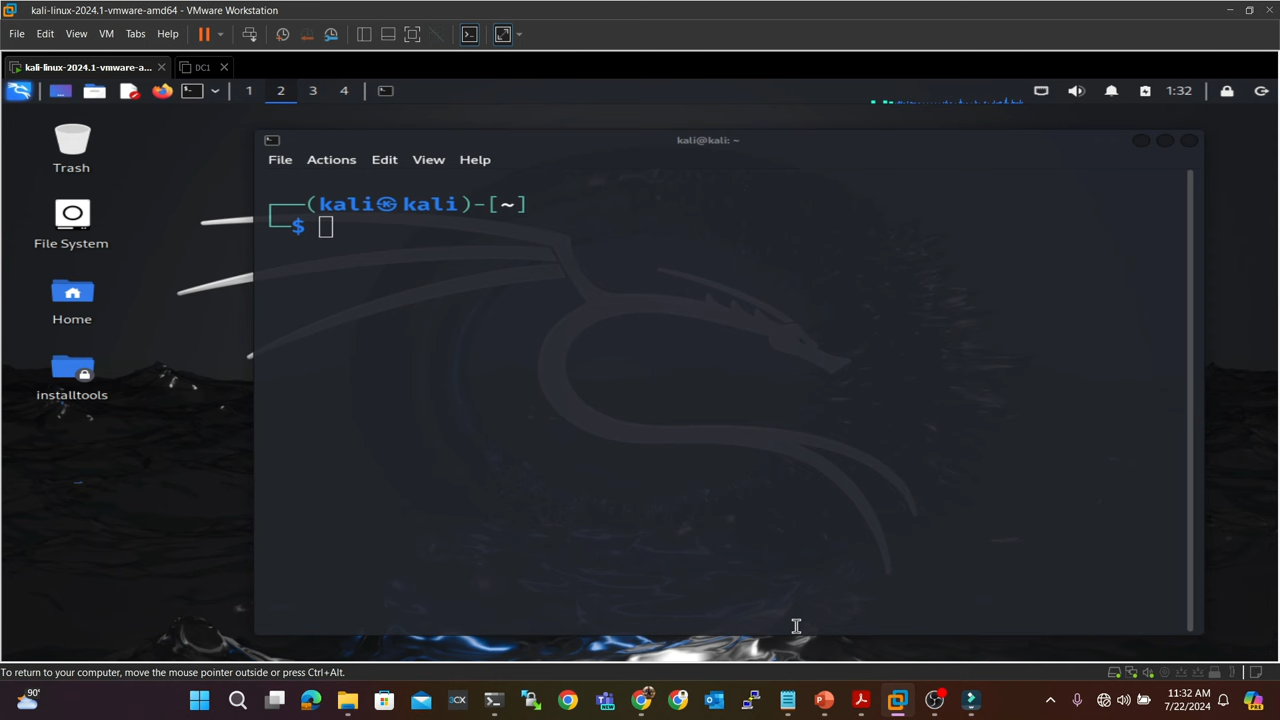 kali-linux-2024.1-vmware-amd64 - VMware Workstation
File Edit View VM Tabs Help
kali-linux-2024.1-vmware-a... DC1
1 2 3 4 1:32
Trash
File System
Home
installtools
kali@kali: ~
File Actions Edit View Help
┌──(kali㉿kali)-[~]
└─$
To return to your computer, move the mouse pointer outside or press Ctrl+Alt.
90°
11:32 AM
7/22/2024